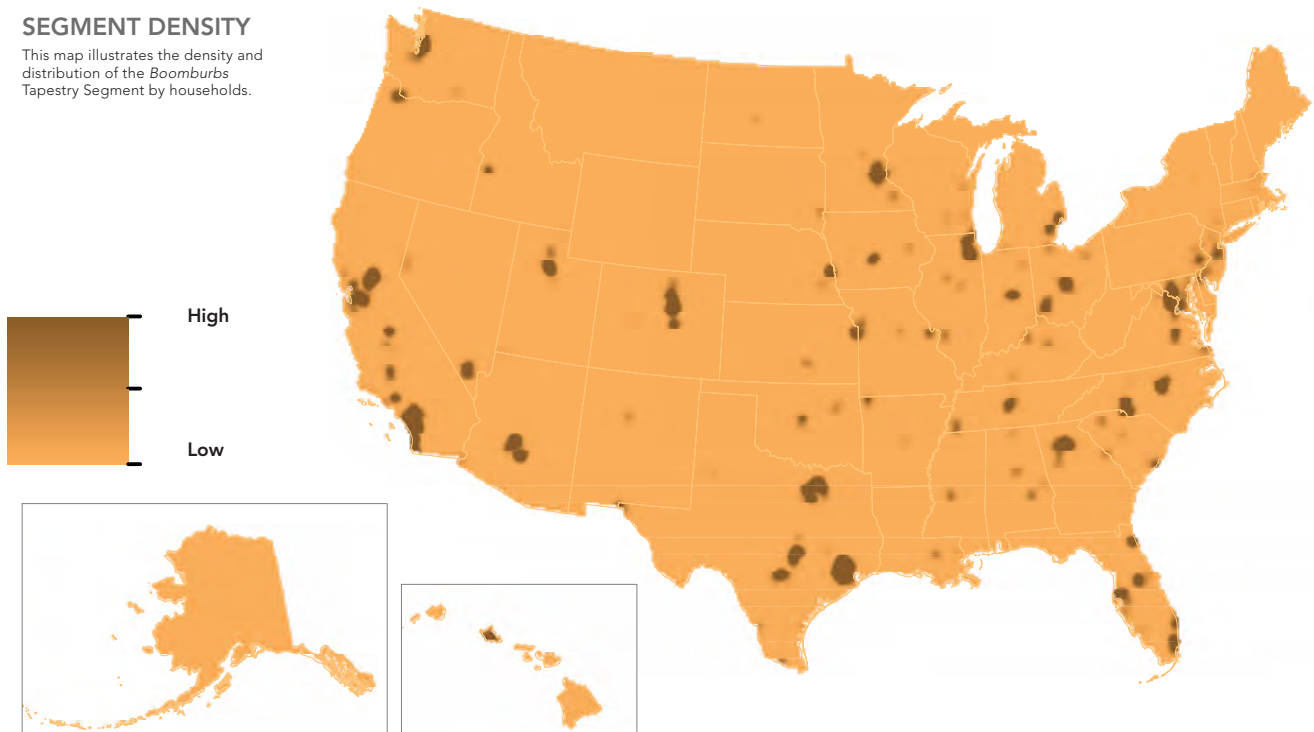 SEGMENT DENSITY
This map illustrates the density and
distribution of the Boomburbs
Tapestry Segment by households.
High
Low